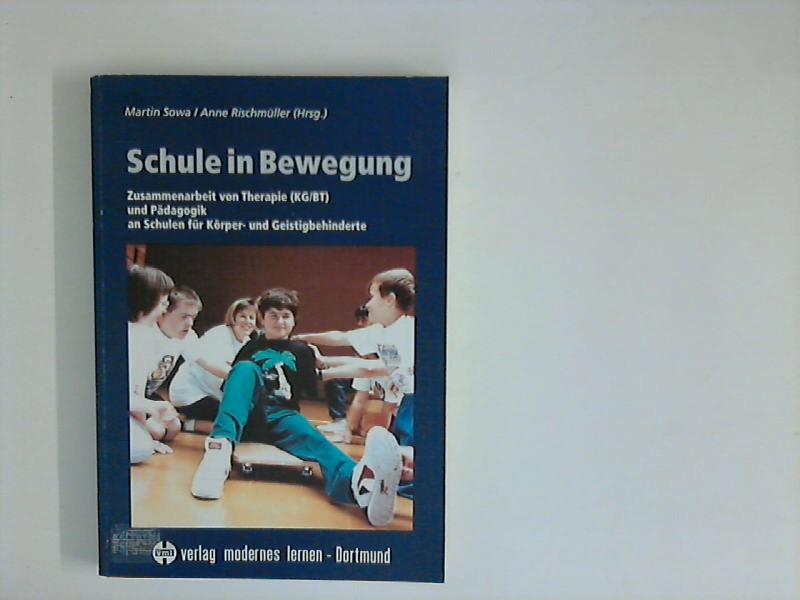 Martin Sowa / Anne Rischmüller (Hrsg.)
Schule in Bewegung
Zusammenarbeit von Therapie (KG/BT)
und Pädagogik
an Schulen für Körper- und Geistigbehinderte
vml verlag modernes lernen - Dortmund